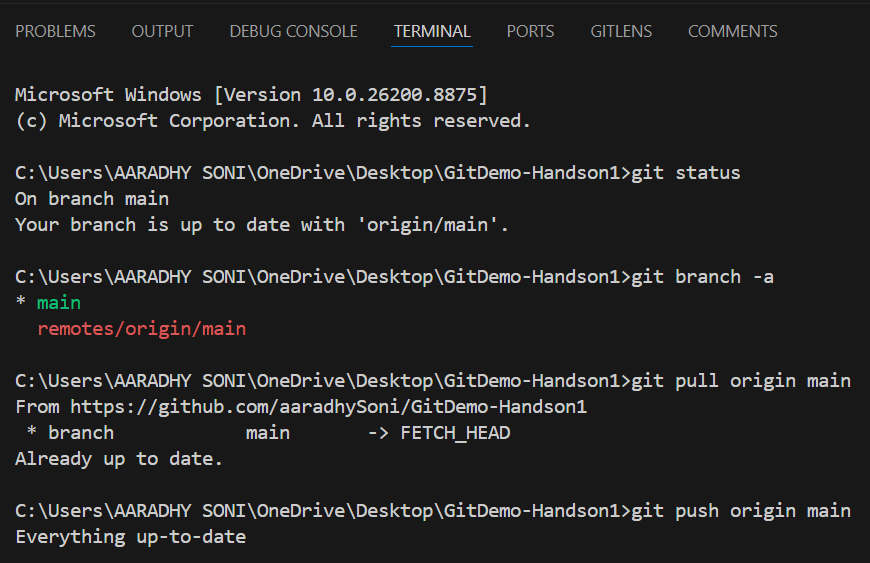 PROBLEMS OUTPUT DEBUG CONSOLE TERMINAL PORTS GITLENS COMMENTS
Microsoft Windows [Version 10.0.26200.8875]
(c) Microsoft Corporation. All rights reserved.
C:\Users\AARADHY SONI\OneDrive\Desktop\GitDemo-Handson1>git status
On branch main
Your branch is up to date with 'origin/main'.
C:\Users\AARADHY SONI\OneDrive\Desktop\GitDemo-Handson1>git branch -a
* main
  remotes/origin/main
C:\Users\AARADHY SONI\OneDrive\Desktop\GitDemo-Handson1>git pull origin main
From https://github.com/aaradhySoni/GitDemo-Handson1
 * branch            main       -> FETCH_HEAD
Already up to date.
C:\Users\AARADHY SONI\OneDrive\Desktop\GitDemo-Handson1>git push origin main
Everything up-to-date